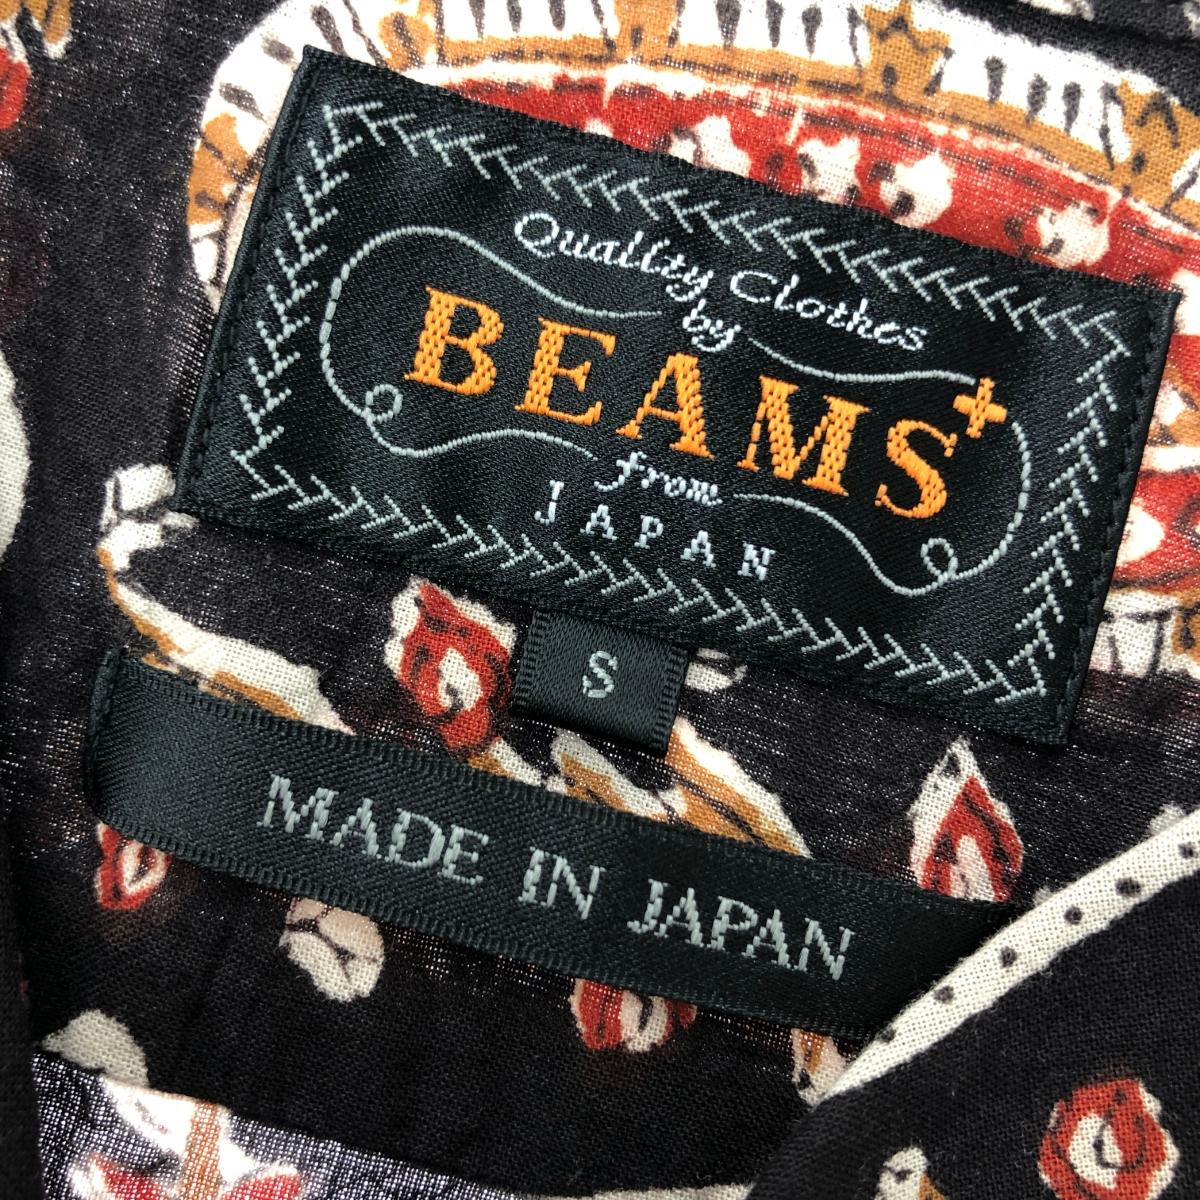 Quality Clothes
by
BEAMS+
from
JAPAN
S
MADE IN JAPAN